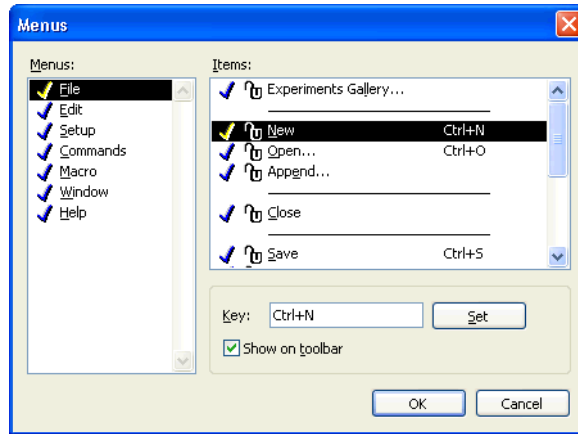 Menus
Menus:
File
Edit
Setup
Commands
Macro
Window
Help
Items:
Experiments Gallery...
New Ctrl+N
Open... Ctrl+O
Append...
Close
Save Ctrl+S
Key: Ctrl+N Set
Show on toolbar
OK Cancel